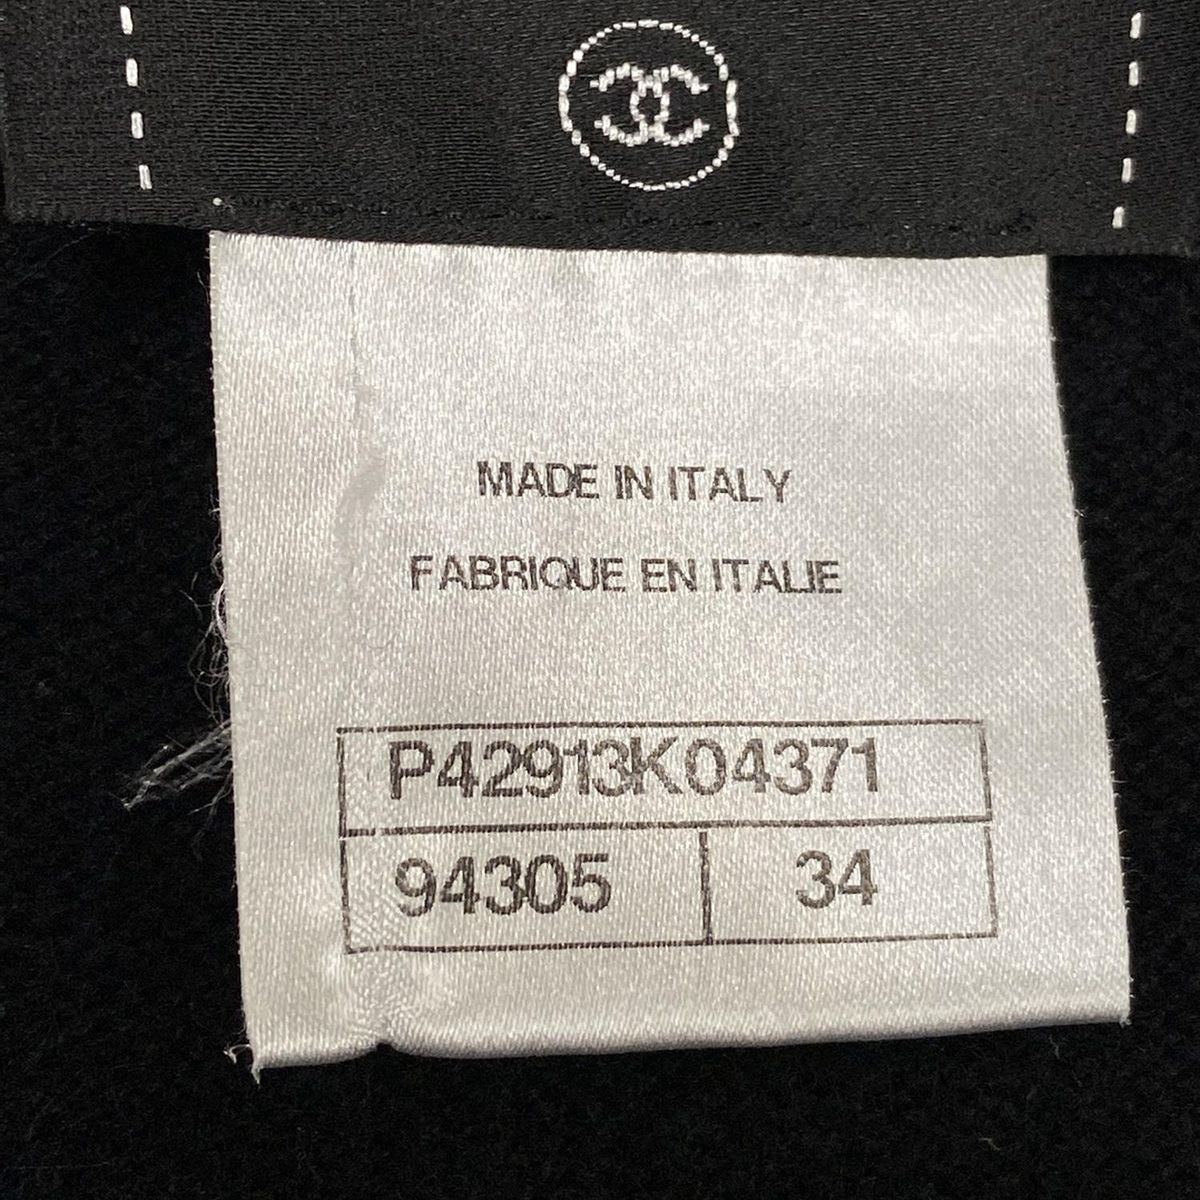 MADE IN ITALY
FABRIQUE EN ITALIE
P42913K04371
94305 34